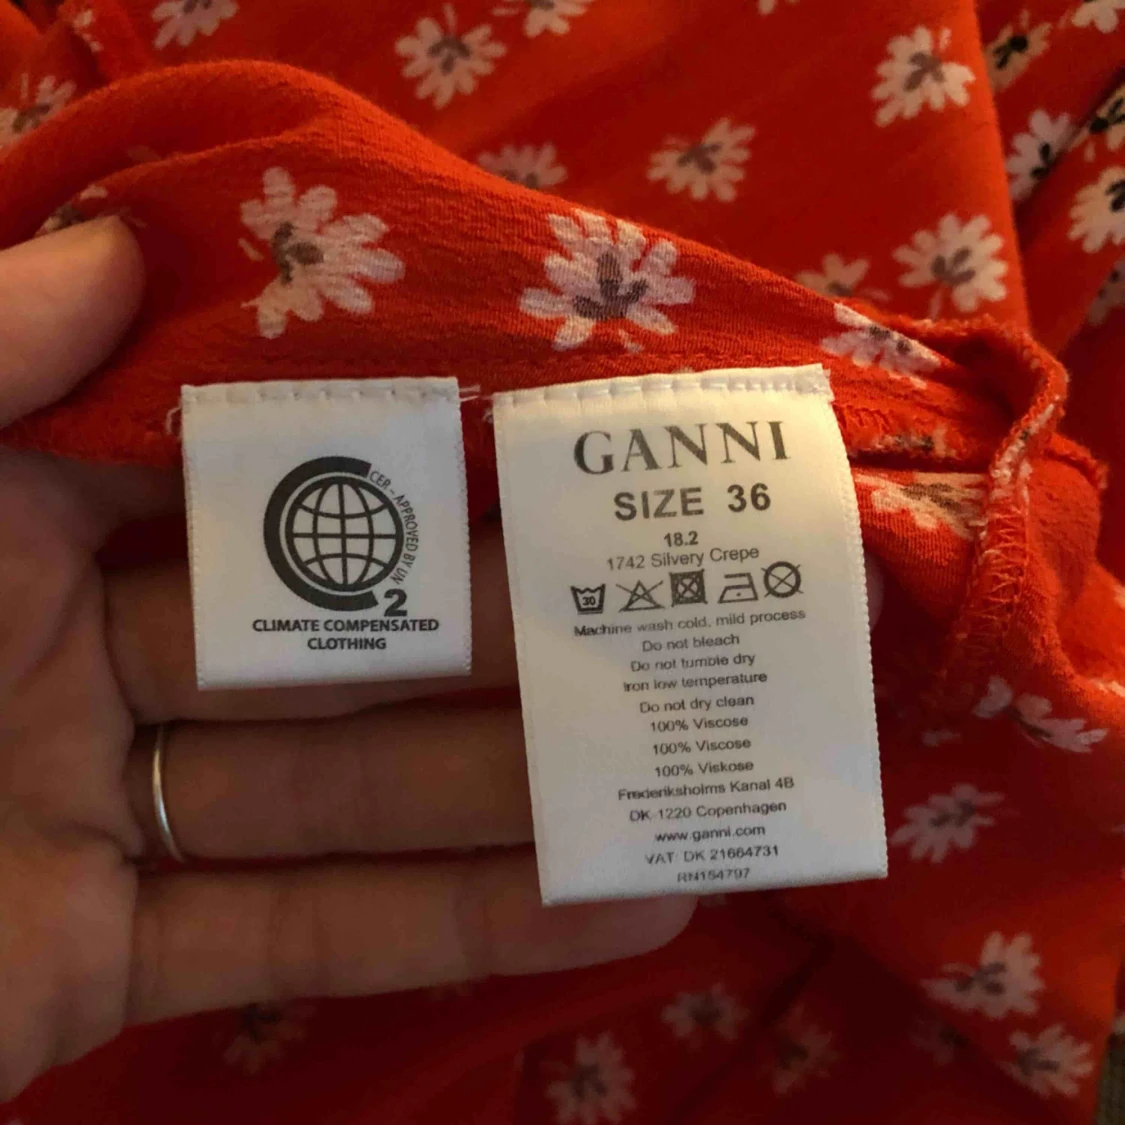 CER - APPROVED BY UN
2
CLIMATE COMPENSATED
CLOTHING
GANNI
SIZE 36
18.2
1742 Silvery Crepe
30
Machine wash cold, mild process
Do not bleach
Do not tumble dry
Iron low temperature
Do not dry clean
100% Viscose
100% Viscose
100% Viskose
Frederiksholms Kanal 4B
DK-1220 Copenhagen
www.ganni.com
VAT: DK 21664731
RN154797